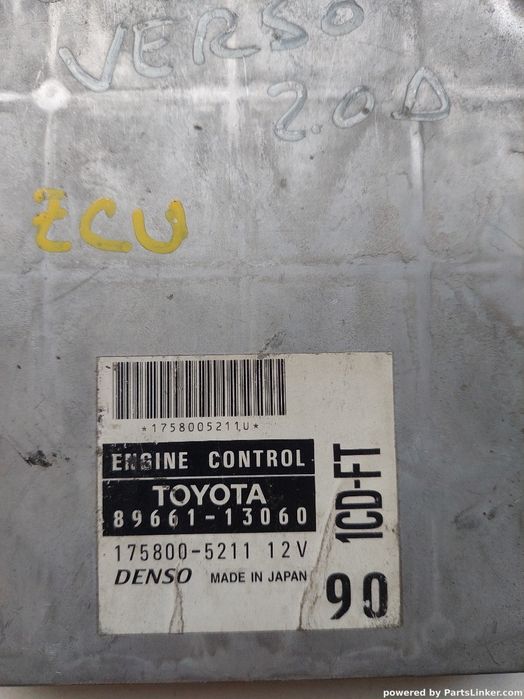 VERSO
2.0D
ECU
*1758005211U*
ENGINE CONTROL
TOYOTA
89661-13060
175800-5211 12V
DENSO MADE IN JAPAN
1CD-FT
90
powered by PartsLinker.com